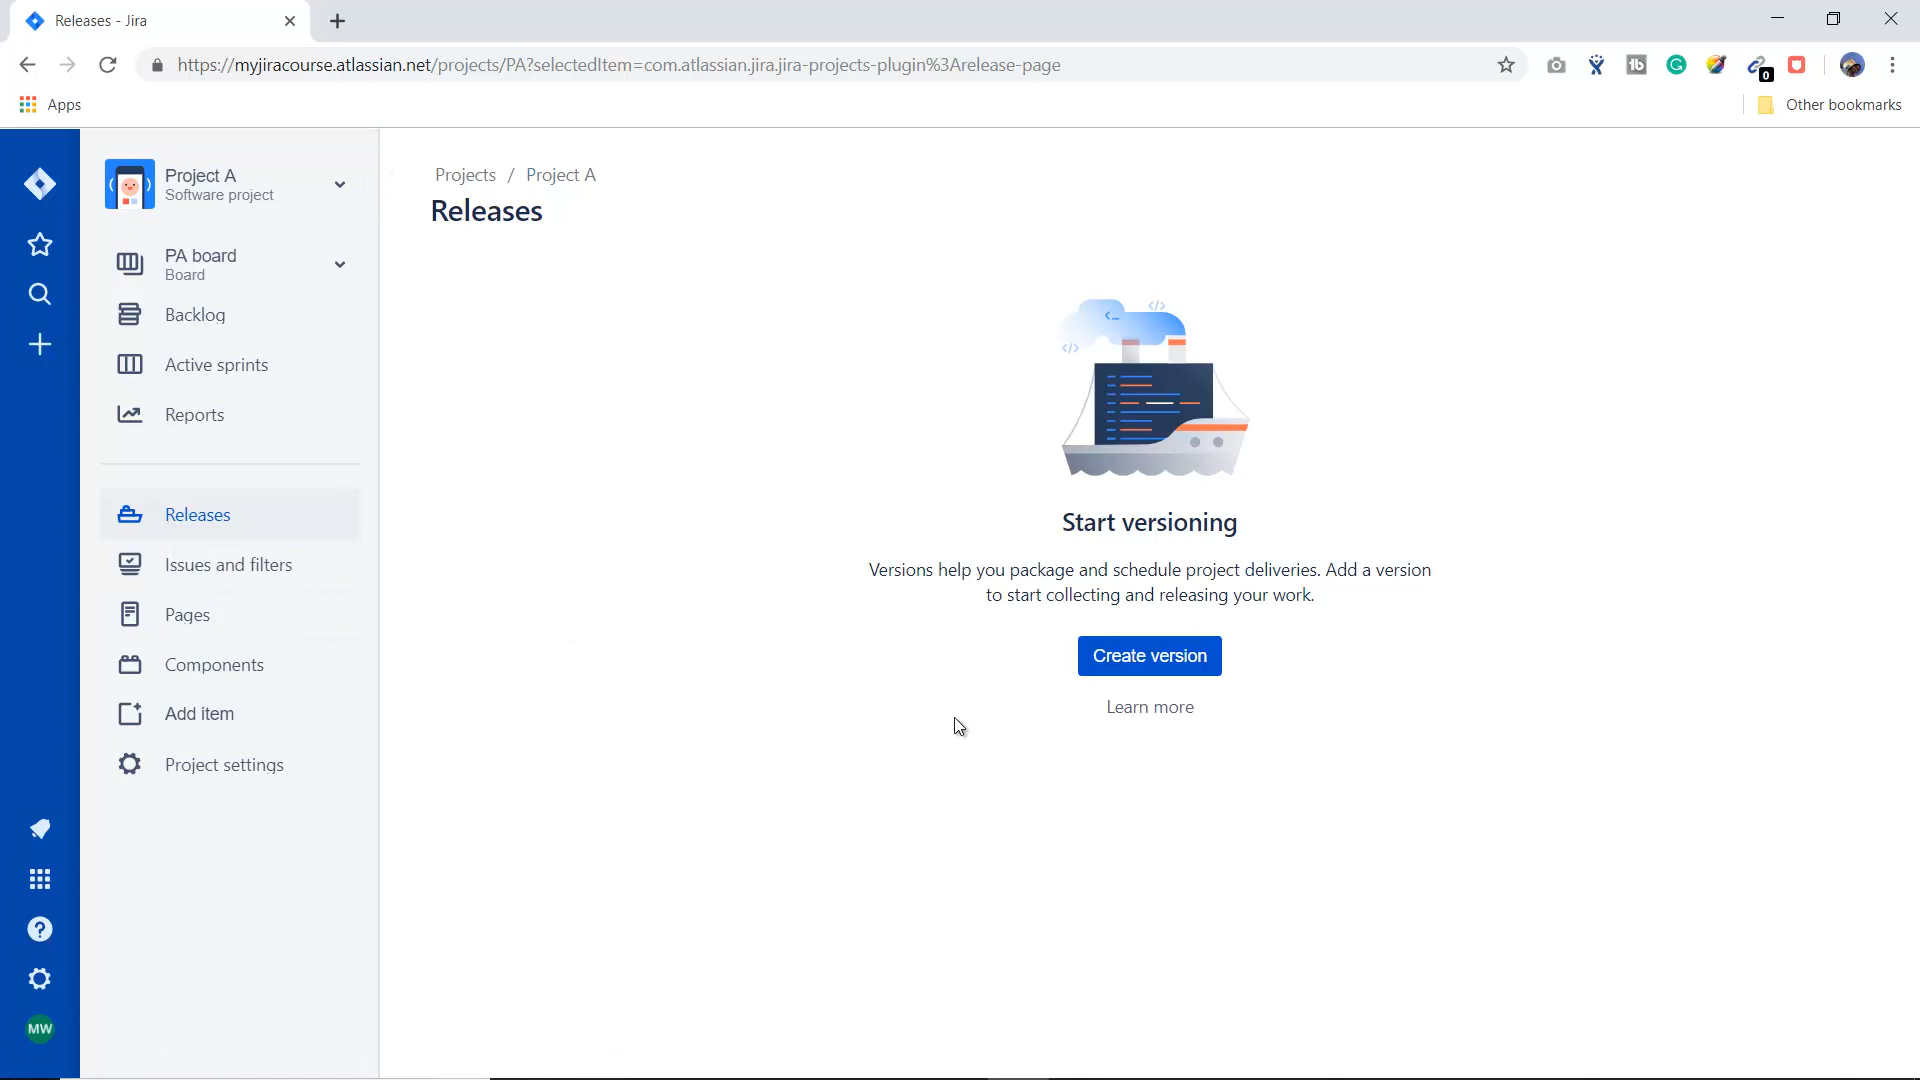 Releases - Jira
https://myjiracourse.atlassian.net/projects/PA?selectedItem=com.atlassian.jira.jira-projects-plugin%3Arelease-page
1b
0
Apps
Other bookmarks
Project A
Software project
PA board
Board
Backlog
Active sprints
Reports
Releases
Issues and filters
Pages
Components
Add item
Project settings
MW
Projects / Project A
Releases
Start versioning
Versions help you package and schedule project deliveries. Add a version
to start collecting and releasing your work.
Create version
Learn more